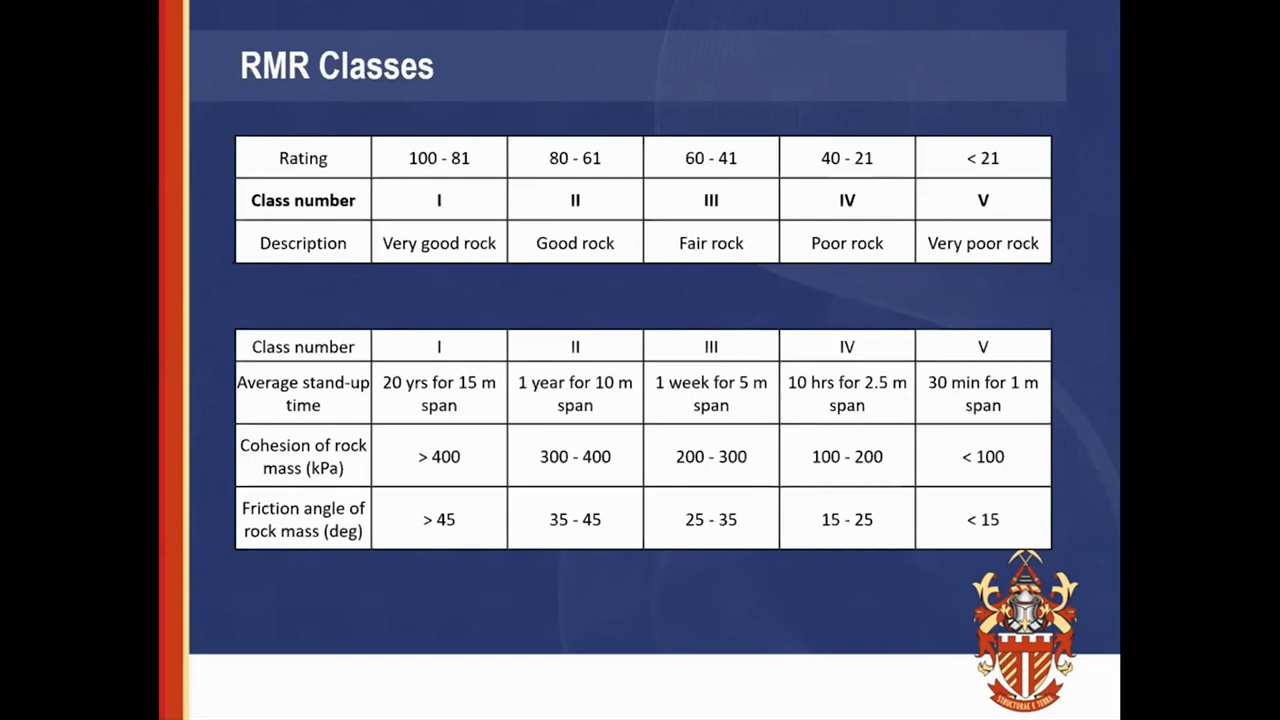 RMR Classes
Rating 100 - 81 80 - 61 60 - 41 40 - 21 < 21
Class number I II III IV V
Description Very good rock Good rock Fair rock Poor rock Very poor rock
Class number I II III IV V
Average stand-up time 20 yrs for 15 m span 1 year for 10 m span 1 week for 5 m span 10 hrs for 2.5 m span 30 min for 1 m span
Cohesion of rock mass (kPa) > 400 300 - 400 200 - 300 100 - 200 < 100
Friction angle of rock mass (deg) > 45 35 - 45 25 - 35 15 - 25 < 15
STRUCTURAE E TERRA